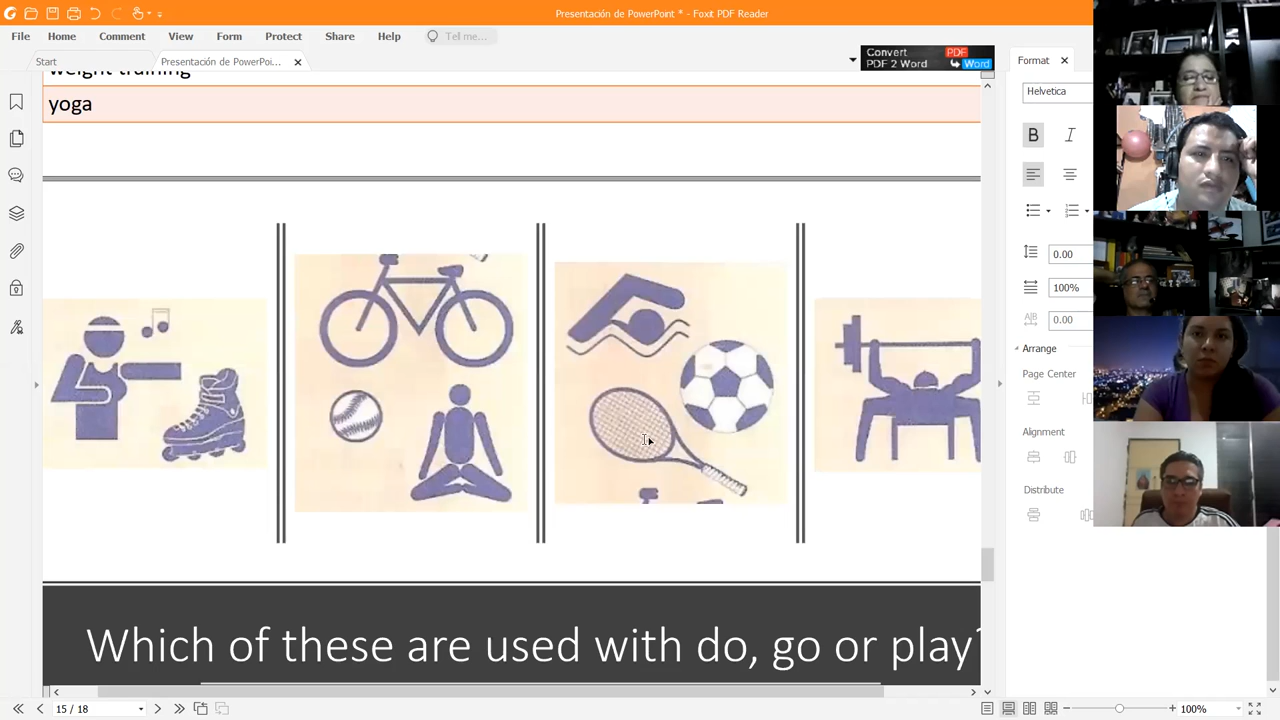 Presentación de PowerPoint * - Foxit PDF Reader
File Home Comment View Form Protect Share Help Tell me...
Convert PDF
PDF 2 Word Word
Start Presentación de PowerPoi... Format
weight training
yoga
Helvetica
B I
0.00
100%
0.00
Arrange
Page Center
Alignment
Distribute
Which of these are used with do, go or play?
15 / 18 100%